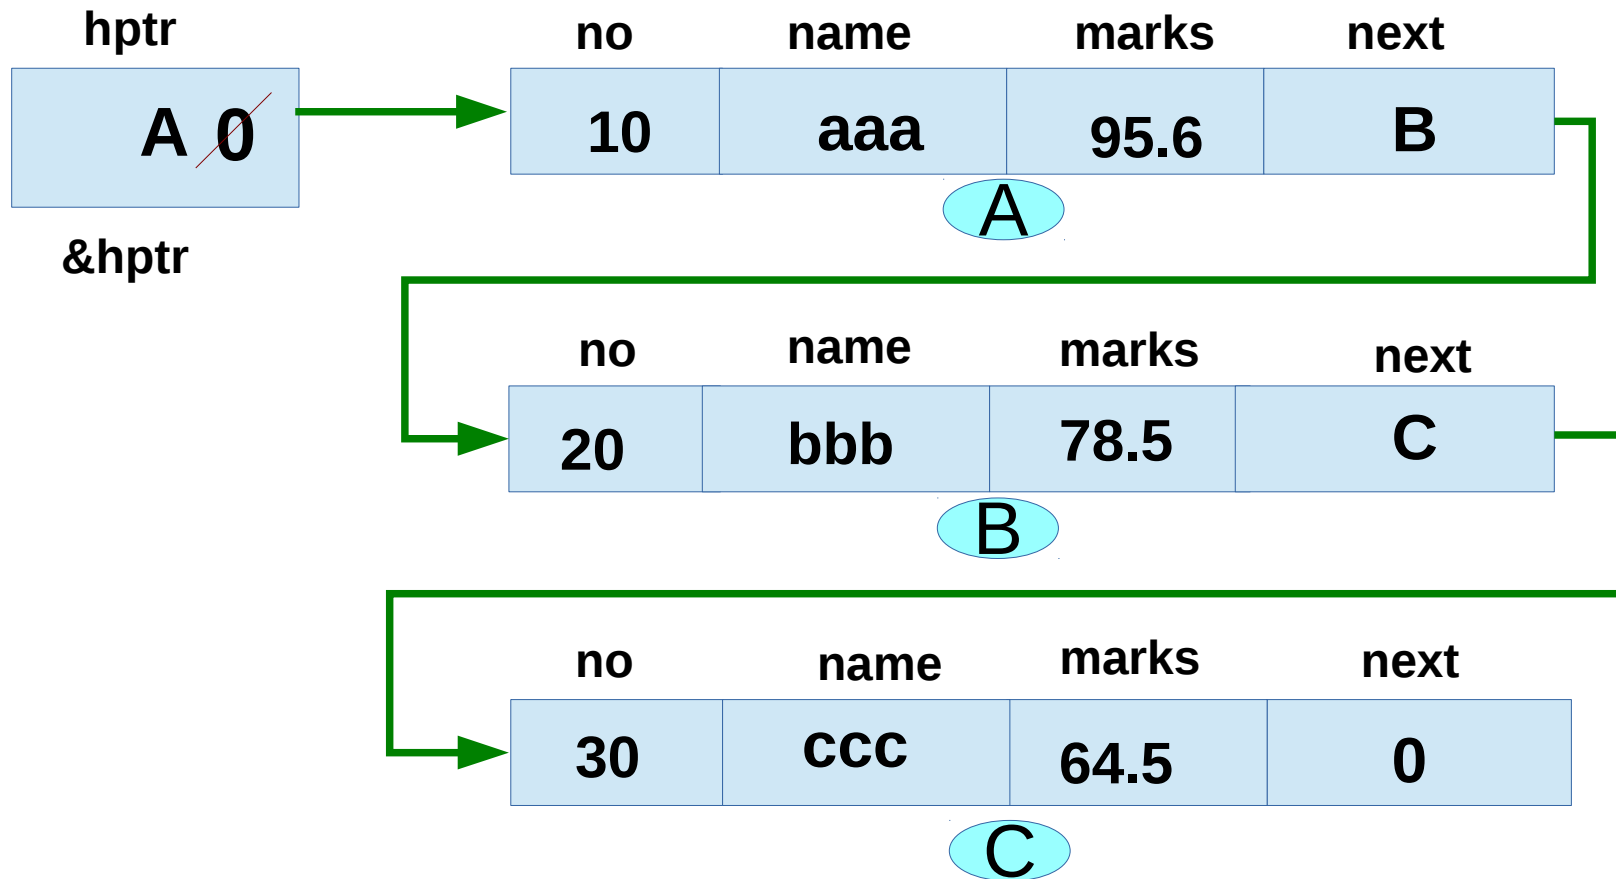 hptr
no name marks next
A 0
10 aaa 95.6 B
A
&hptr
no name marks next
20 bbb 78.5 C
B
no name marks next
30 ccc 64.5 0
C